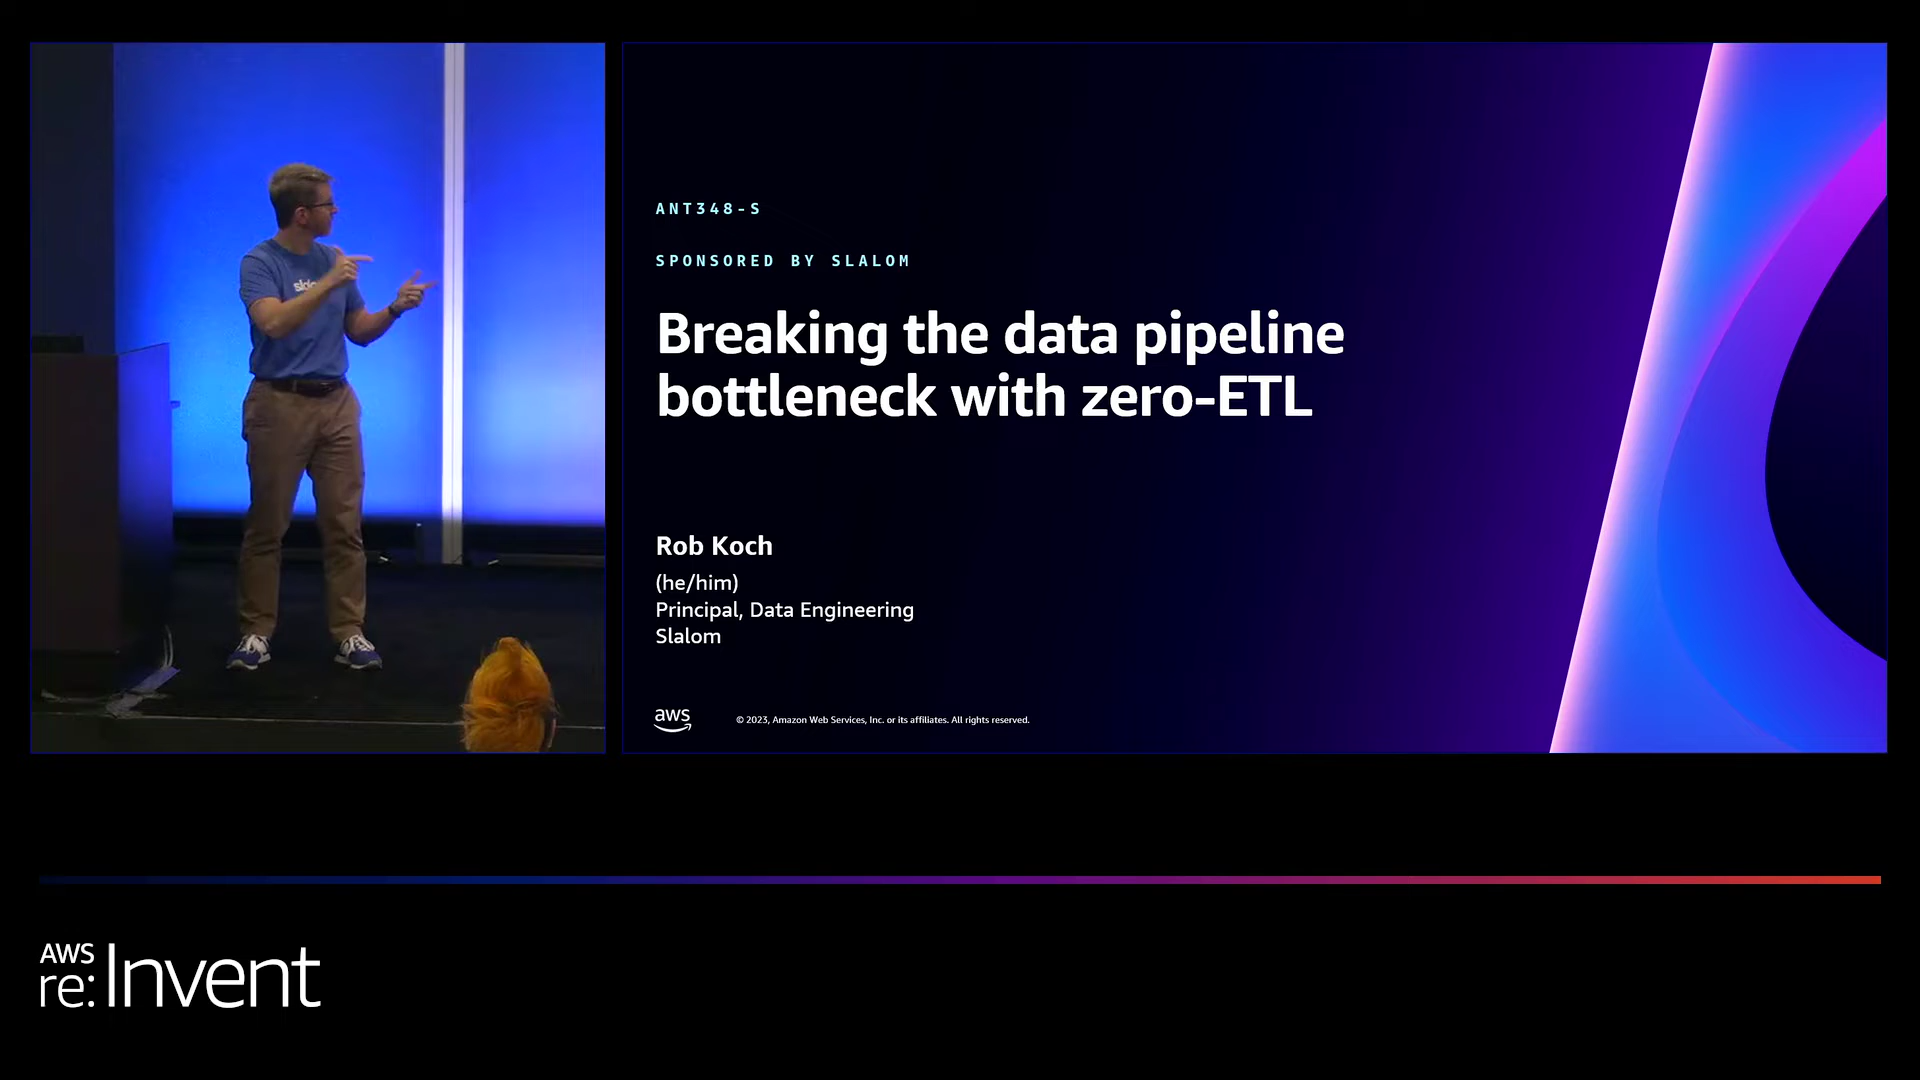 ANT348-S
SPONSORED BY SLALOM
Breaking the data pipeline
bottleneck with zero-ETL
Rob Koch
(he/him)
Principal, Data Engineering
Slalom
aws
© 2023, Amazon Web Services, Inc. or its affiliates. All rights reserved.
AWS
re:Invent